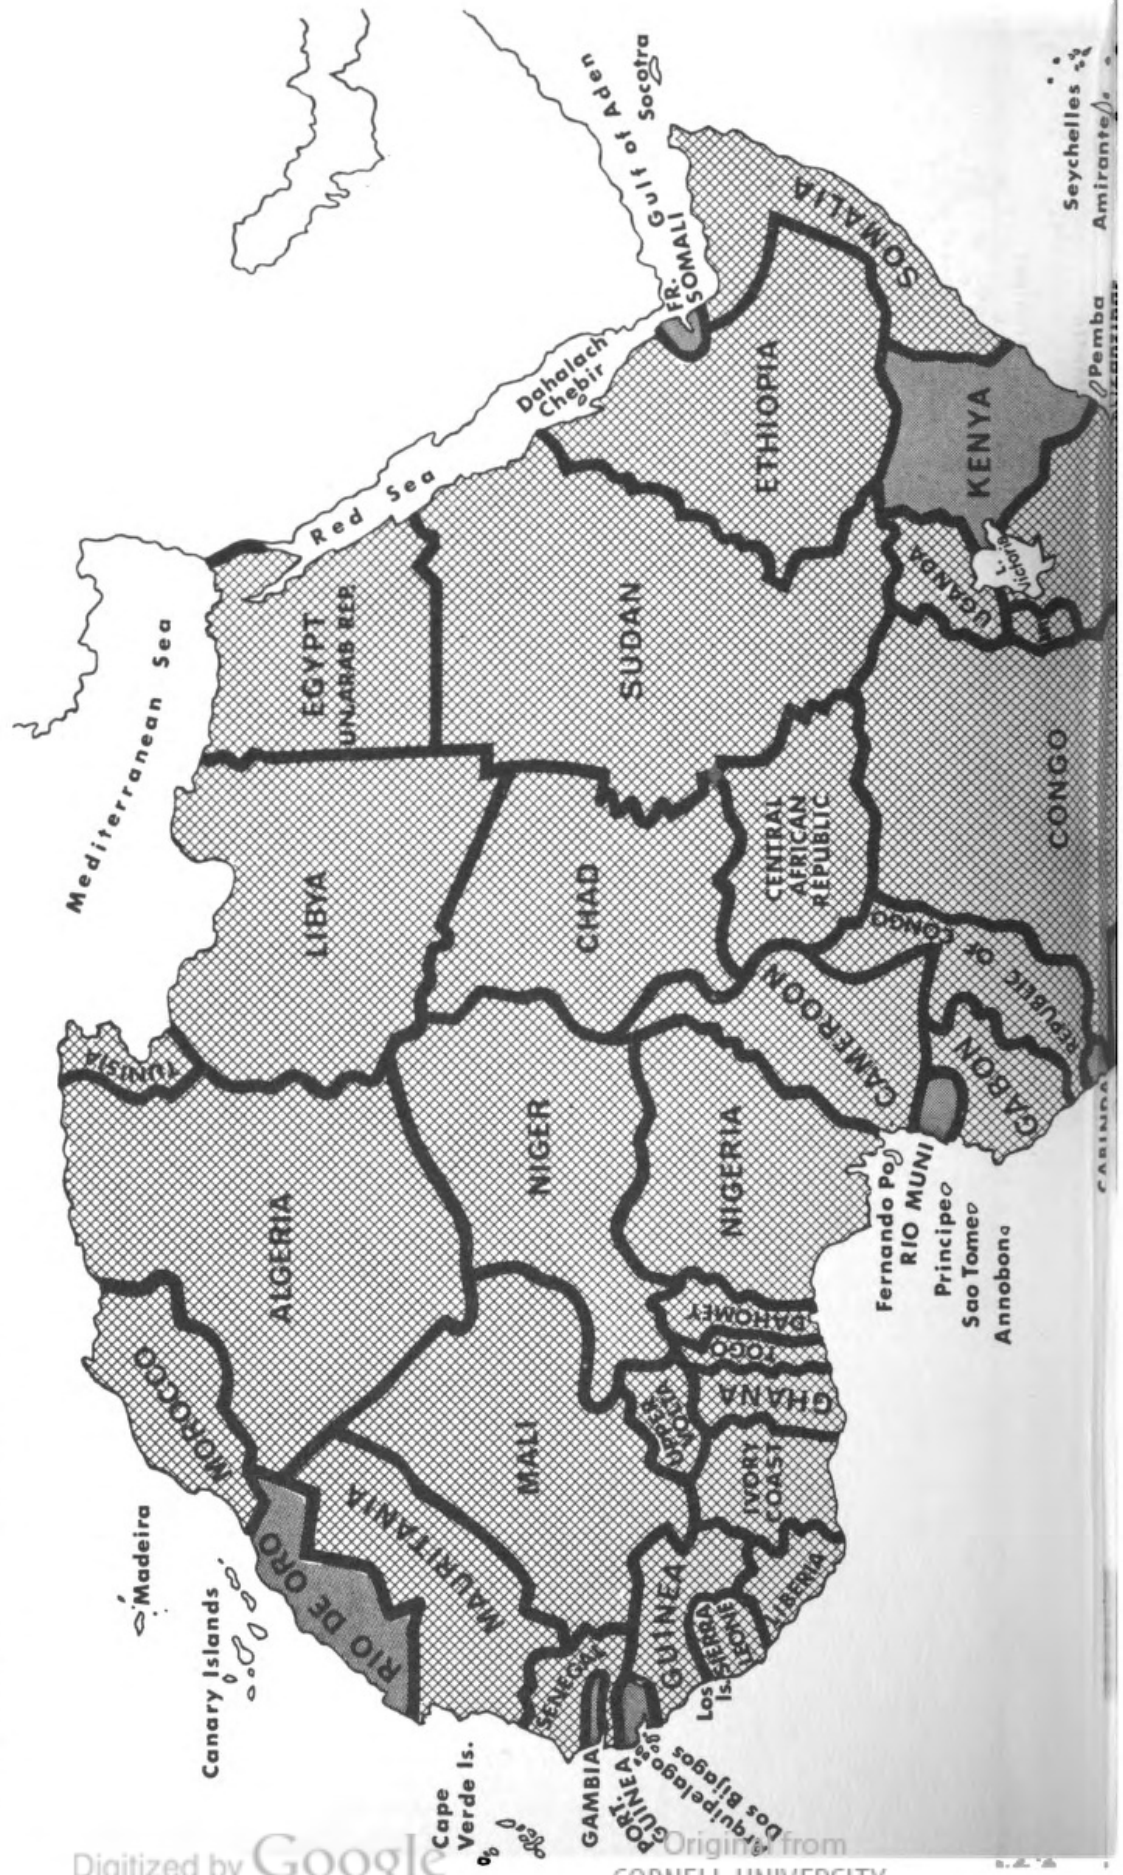 Mediterranean Sea
Red Sea
Gulf of Aden
Socotra
Dahalach
Chebir
FR.
SOMALI
SOMALIA
ETHIOPIA
KENYA
UGANDA
L.
Victoria
Seychelles
Amirante
Pemba
EGYPT
UN.ARAB REP.
SUDAN
LIBYA
CHAD
CENTRAL
AFRICAN
REPUBLIC
CONGO
REPUBLIC OF CONGO
TUNISIA
ALGERIA
NIGER
NIGERIA
CAMEROON
GABON
CABINDA
MOROCCO
Madeira
Canary Islands
RIO DE ORO
MAURITANIA
MALI
UPPER
VOLTA
DAHOMEY
TOGO
GHANA
IVORY
COAST
LIBERIA
SIERRA
LEONE
GUINEA
Los
Is.
SENEGAL
GAMBIA
PORT.
GUINEA
Arquipelago
Dos Bijagos
Cape
Verde Is.
Fernando Po
RIO MUNI
Principe
Sao Tome
Annobon
Digitized by Google
Original from
CORNELL UNIVERSITY